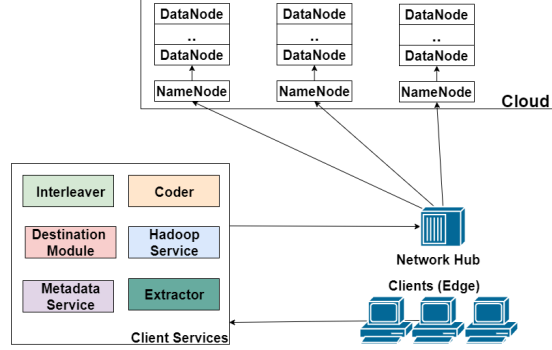 DataNode
..
DataNode
NameNode
DataNode
..
DataNode
NameNode
DataNode
..
DataNode
NameNode
Cloud
Interleaver
Coder
Destination
Module
Hadoop
Service
Metadata
Service
Extractor
Client Services
Network Hub
Clients (Edge)